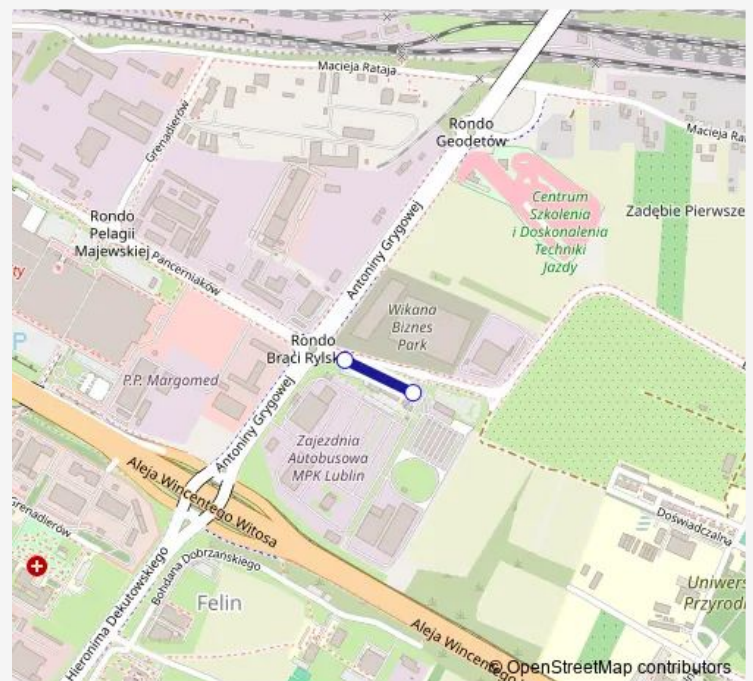 Macieja Rataja
Grenadierów
Rondo
Geodetów
Macieja Ra
Rondo
Pelagii
Majewskiej
Pancerniaków
Antoniny Grygowej
Centrum
Szkolenia
i Doskonalenia
Techniki
Jazdy
Zadębie Pierwsze
ty
P
Wikana
Biznes
Park
Rondo
Braci Rylsk
P.P. Margomed
Antoniny Grygowej
Zajezdnia
Autobusowa
MPK Lublin
Aleja Wincentego Witosa
Grenadierów
Doświadczalna
Hieronima Dekutowskiego
Bohdana Dobrzańskiego
Felin
Uniwers
Przyrod
Aleja Wincentego
© OpenStreetMap contributors